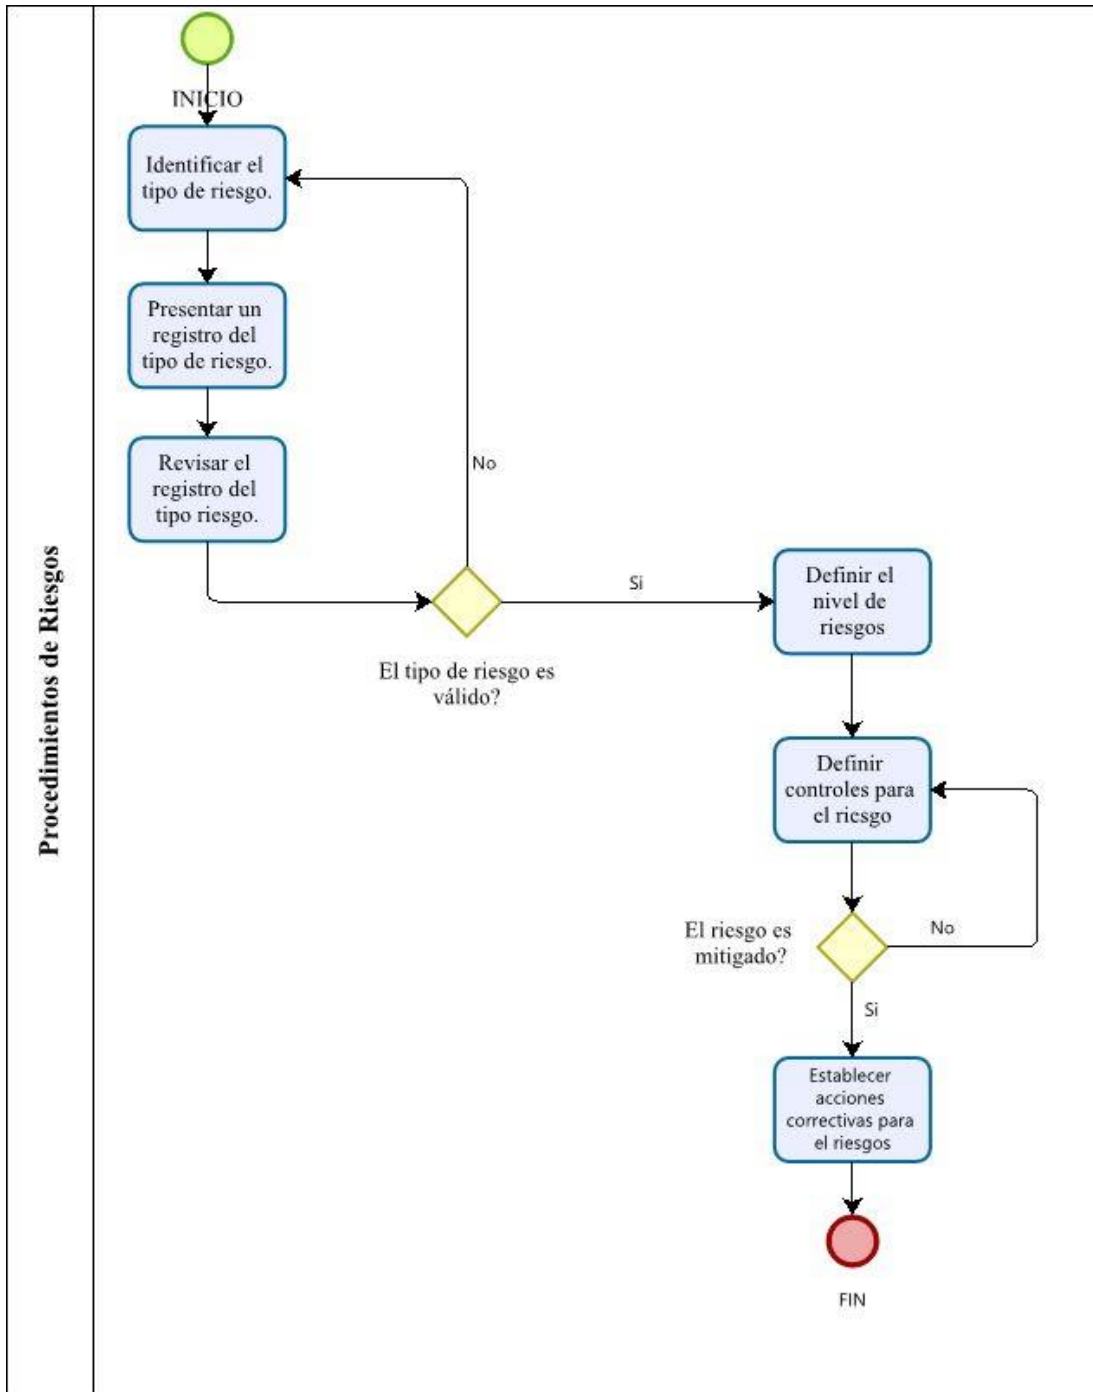 Procedimientos de Riesgos
INICIO
Identificar el
tipo de riesgo.
Presentar un
registro del
tipo de riesgo.
Revisar el
registro del
tipo riesgo.
No
El tipo de riesgo es
válido?
Si
Definir el
nivel de
riesgos
Definir
controles para
el riesgo
El riesgo es
mitigado?
No
Si
Establecer
acciones
correctivas para
el riesgos
FIN